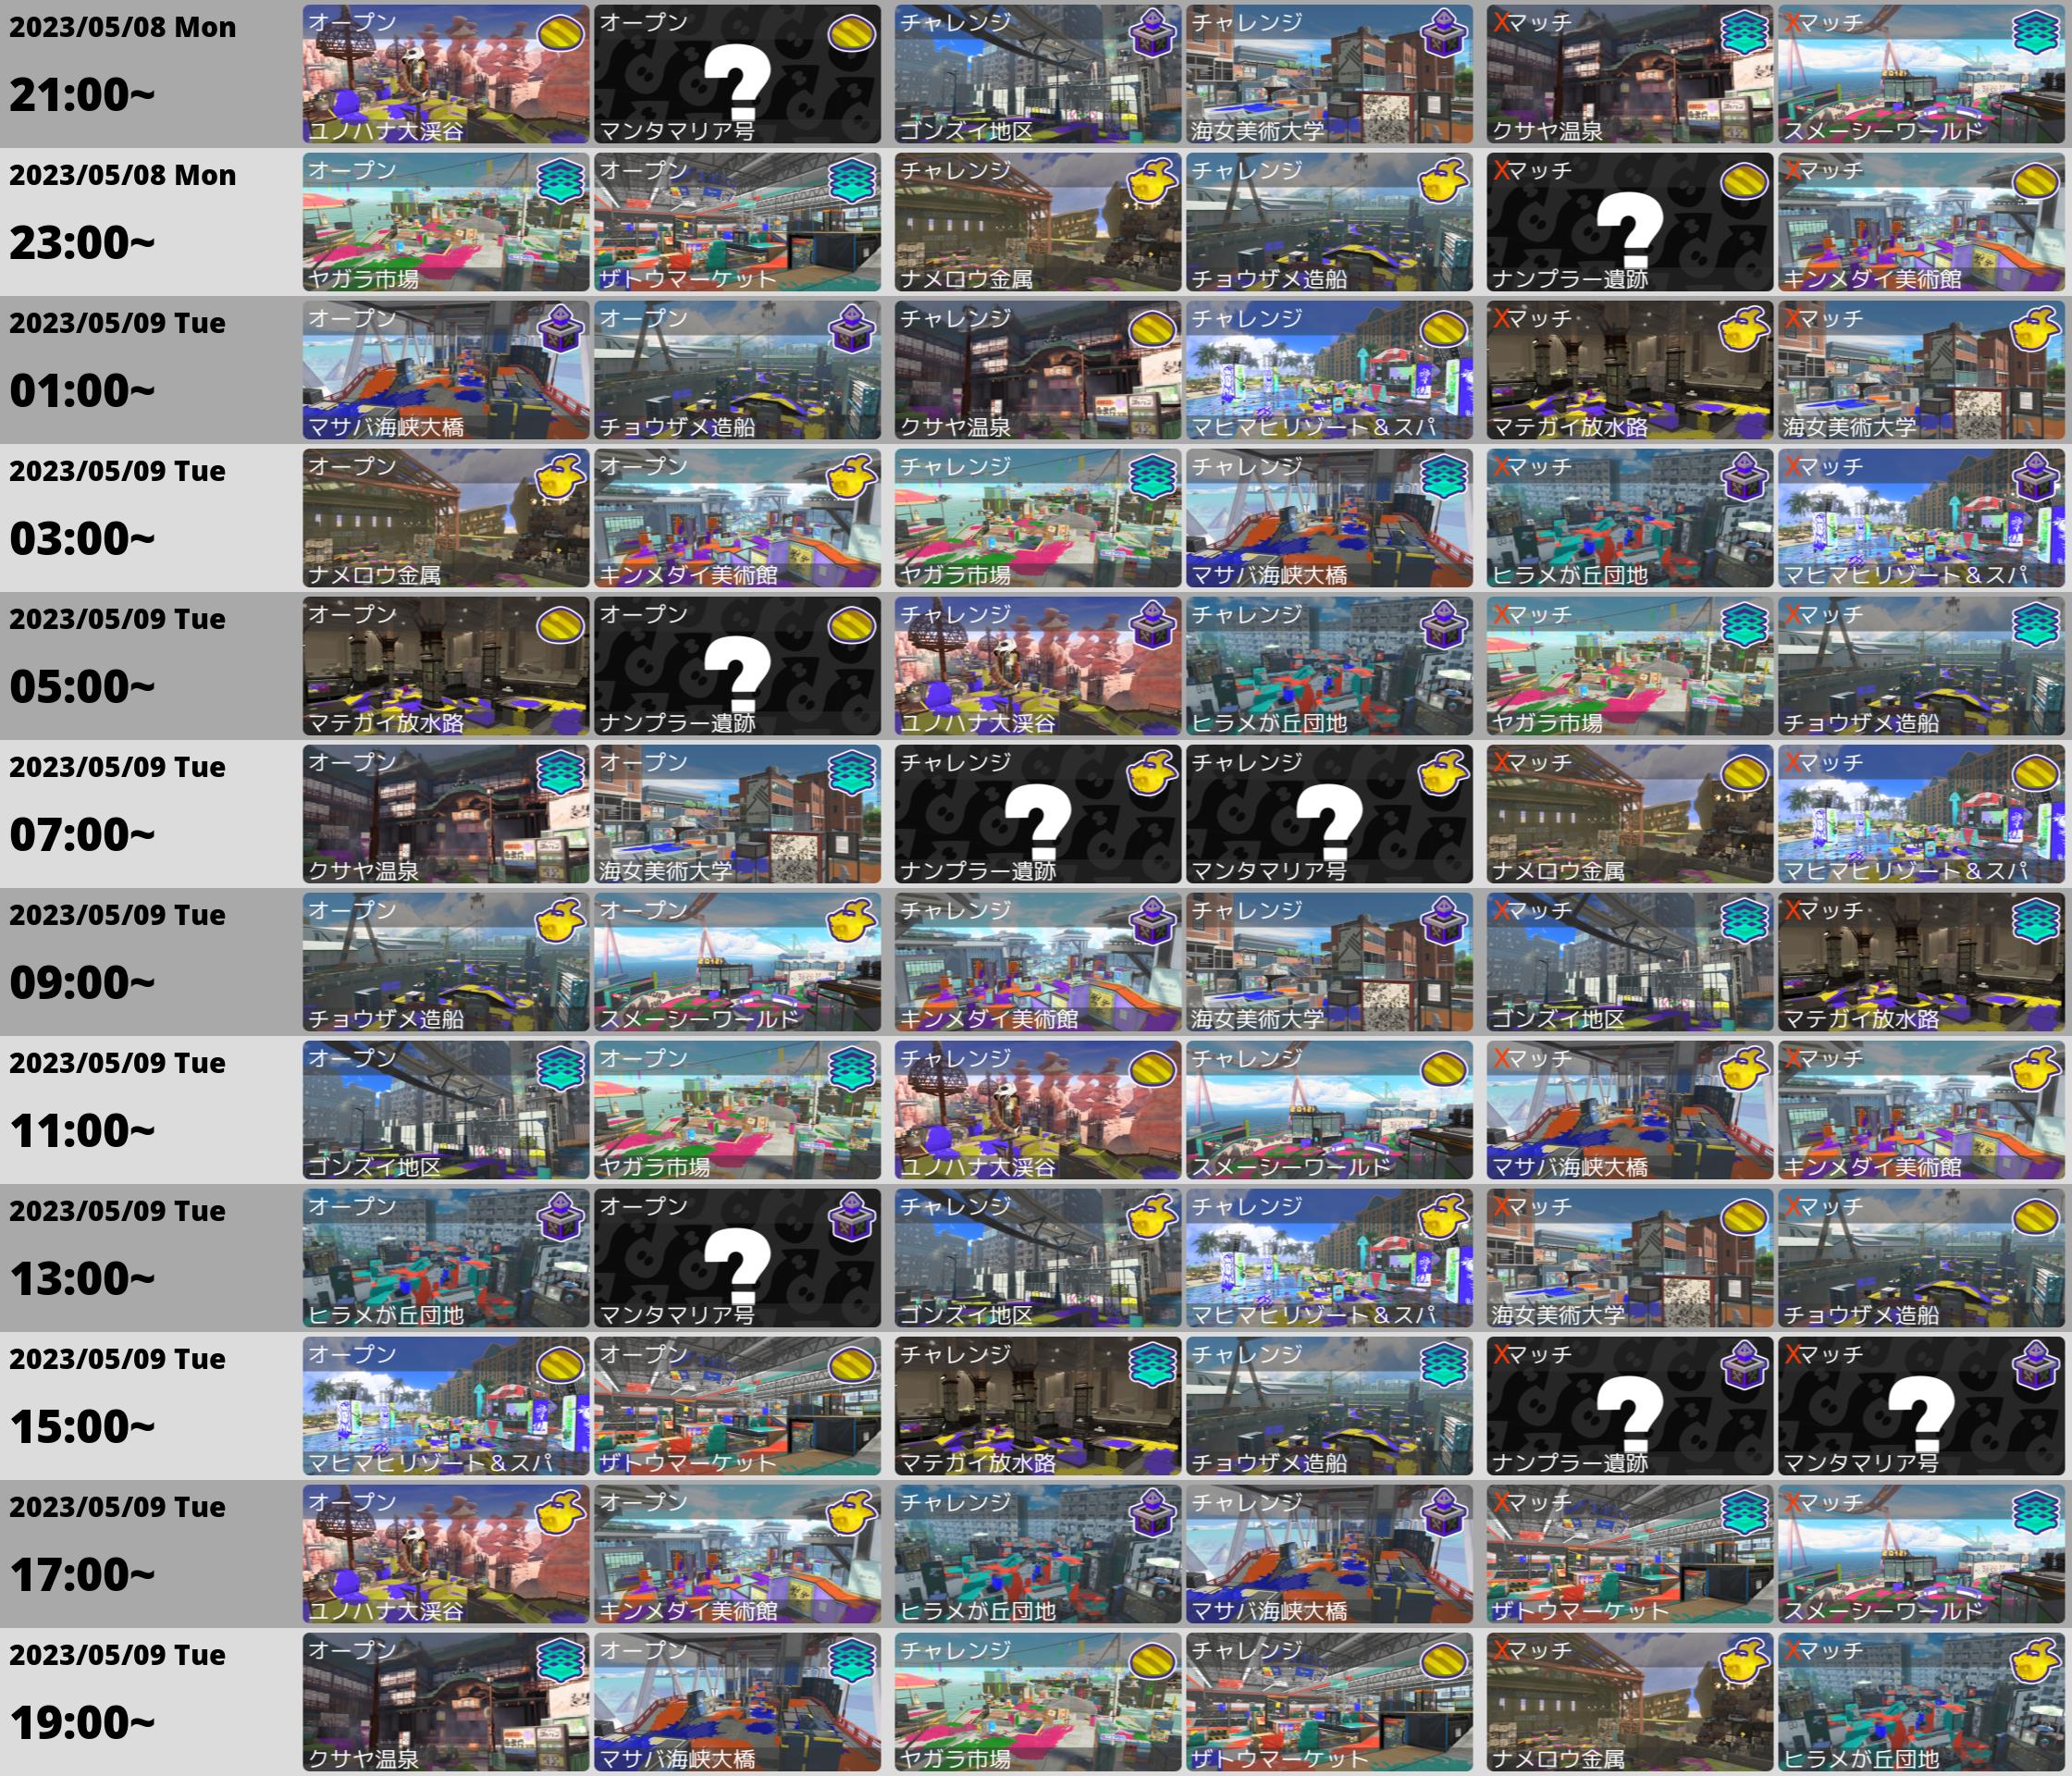 2023/05/08 Mon
21:00~
オープン オープン チャレンジ チャレンジ Xマッチ Xマッチ
ユノハナ大渓谷 マンタマリア号 ゴンズイ地区 海女美術大学 クサヤ温泉 スメーシーワールド
2023/05/08 Mon
23:00~
オープン オープン チャレンジ チャレンジ Xマッチ Xマッチ
ヤガラ市場 ザトウマーケット ナメロウ金属 チョウザメ造船 ナンプラー遺跡 キンメダイ美術館
2023/05/09 Tue
01:00~
オープン オープン チャレンジ チャレンジ Xマッチ Xマッチ
マサバ海峡大橋 チョウザメ造船 クサヤ温泉 マヒマヒリゾート＆スパ マテガイ放水路 海女美術大学
2023/05/09 Tue
03:00~
オープン オープン チャレンジ チャレンジ Xマッチ Xマッチ
ナメロウ金属 キンメダイ美術館 ヤガラ市場 マサバ海峡大橋 ヒラメが丘団地 マヒマヒリゾート＆スパ
2023/05/09 Tue
05:00~
オープン オープン チャレンジ チャレンジ Xマッチ Xマッチ
マテガイ放水路 ナンプラー遺跡 ユノハナ大渓谷 ヒラメが丘団地 ヤガラ市場 チョウザメ造船
2023/05/09 Tue
07:00~
オープン オープン チャレンジ チャレンジ Xマッチ Xマッチ
クサヤ温泉 海女美術大学 ナンプラー遺跡 マンタマリア号 ナメロウ金属 マヒマヒリゾート＆スパ
2023/05/09 Tue
09:00~
オープン オープン チャレンジ チャレンジ Xマッチ Xマッチ
チョウザメ造船 スメーシーワールド キンメダイ美術館 海女美術大学 ゴンズイ地区 マテガイ放水路
2023/05/09 Tue
11:00~
オープン オープン チャレンジ チャレンジ Xマッチ Xマッチ
ゴンズイ地区 ヤガラ市場 ユノハナ大渓谷 スメーシーワールド マサバ海峡大橋 キンメダイ美術館
2023/05/09 Tue
13:00~
オープン オープン チャレンジ チャレンジ Xマッチ Xマッチ
ヒラメが丘団地 マンタマリア号 ゴンズイ地区 マヒマヒリゾート＆スパ 海女美術大学 チョウザメ造船
2023/05/09 Tue
15:00~
オープン オープン チャレンジ チャレンジ Xマッチ Xマッチ
マヒマヒリゾート＆スパ ザトウマーケット マテガイ放水路 チョウザメ造船 ナンプラー遺跡 マンタマリア号
2023/05/09 Tue
17:00~
オープン オープン チャレンジ チャレンジ Xマッチ Xマッチ
ユノハナ大渓谷 キンメダイ美術館 ヒラメが丘団地 マサバ海峡大橋 ザトウマーケット スメーシーワールド
2023/05/09 Tue
19:00~
オープン オープン チャレンジ チャレンジ Xマッチ Xマッチ
クサヤ温泉 マサバ海峡大橋 ヤガラ市場 ザトウマーケット ナメロウ金属 ヒラメが丘団地